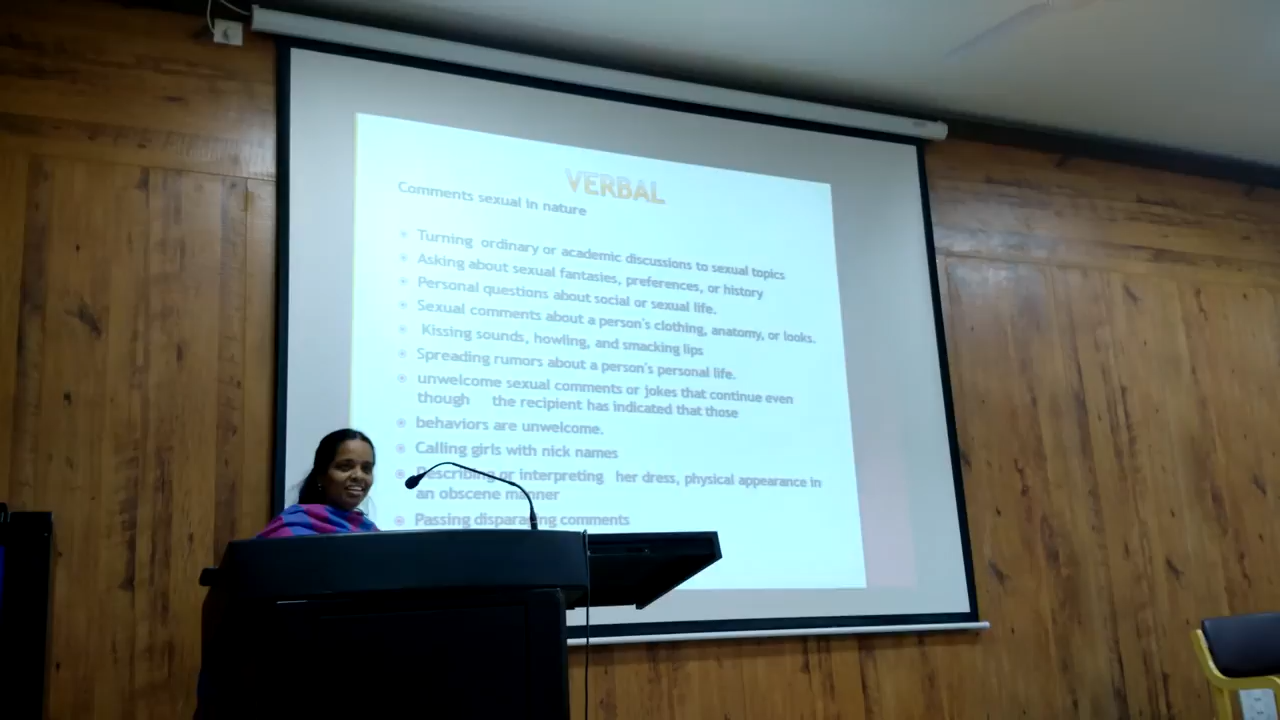 VERBAL
Comments sexual in nature
Turning ordinary or academic discussions to sexual topics
Asking about sexual fantasies, preferences, or history
Personal questions about social or sexual life.
Sexual comments about a person's clothing, anatomy, or looks.
Kissing sounds, howling, and smacking lips
Spreading rumors about a person's personal life.
unwelcome sexual comments or jokes that continue even
though the recipient has indicated that those
behaviors are unwelcome.
Calling girls with nick names
Describing or interpreting her dress, physical appearance in
an obscene manner
Passing disparaging comments